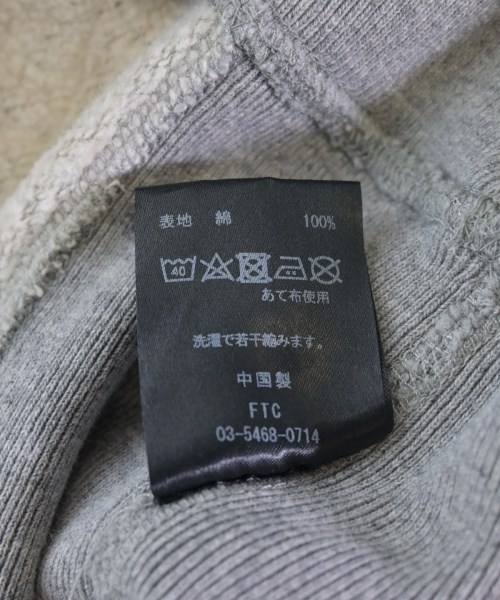 表地 綿 100%
40
あて布使用
洗濯で若干縮みます。
中国製
FTC
03-5468-0714